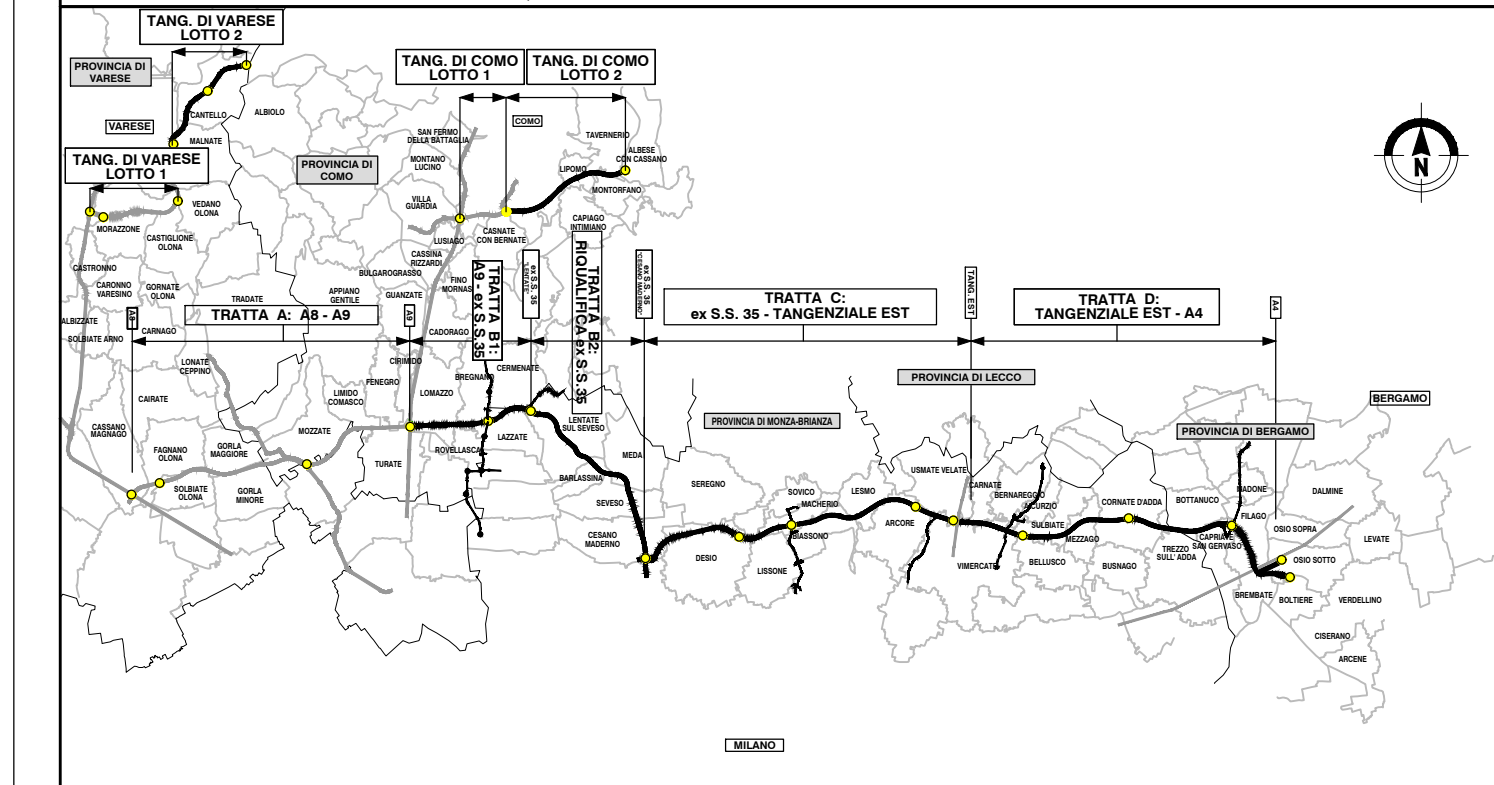 TANG. DI VARESE
LOTTO 2
PROVINCIA DI
VARESE
CANTELLO
ALBIOLO
VARESE
MALNATE
TANG. DI VARESE
LOTTO 1
VEDANO
OLONA
MORAZZONE
CASTIGLIONE
OLONA
PROVINCIA DI
COMO
TANG. DI COMO
LOTTO 1
TANG. DI COMO
LOTTO 2
COMO
SAN FERMO
DELLA BATTAGLIA
MONTANO
LUCINO
TAVERNERIO
ALBESE
CON CASSANO
LIPOMO
MONTORFANO
VILLA
GUARDIA
CAPIAGO
INTIMIANO
LUSIAGO
CASNATE
CON BERNATE
CASSINA
RIZZARDI
BULGAROGRASSO
FINO
MORNAS
CASTRONNO
CARONNO
VARESINO
GORNATE
OLONA
TRADATE
APPIANO
GENTILE
GUANZATE
ALBIZZATE
A8
CARNAGO
TRATTA A: A8 - A9
A9
CADORAGO
SOLBIATE ARNO
TRATTA B1:
A9 - ex S.S.35
ex S.S. 35
"LENTATE"
TRATTA B2:
RIQUALIFICA ex S.S.35
ex S.S. 35
"CESANO MADERNO"
TRATTA C:
ex S.S. 35 - TANGENZIALE EST
TANG. EST
TRATTA D:
TANGENZIALE EST - A4
A4
N
LONATE
CEPPINO
CIRIMIDO
FENEGRO
BREGNANO
CERMENATE
LIMIDO
COMASCO
LOMAZZO
CAIRATE
CASSANO
MAGNAGO
MOZZATE
LAZZATE
LENTATE
SUL SEVESO
FAGNANO
OLONA
GORLA
MAGGIORE
ROVELLASCA
TURATE
MEDA
BARLASSINA
SOLBIATE
OLONA
GORLA
MINORE
SEVESO
CESANO
MADERNO
PROVINCIA DI LECCO
PROVINCIA DI MONZA-BRIANZA
BERGAMO
PROVINCIA DI BERGAMO
SEREGNO
SOVICO
MACHERIO
LESMO
USMATE VELATE
CARNATE
BERNAREGGIO
AICURZIO
CORNATE D'ADDA
BOTTANUCO
MADONE
DALMINE
FILAGO
ARCORE
SULBIATE
MEZZAGO
BIASSONO
DESIO
LISSONE
VIMERCATE
BELLUSCO
BUSNAGO
TREZZO
SULL' ADDA
CAPRIATE
SAN GERVASO
OSIO SOPRA
LEVATE
OSIO SOTTO
BREMBATE
BOLTIERE
VERDELLINO
CISERANO
ARCENE
MILANO